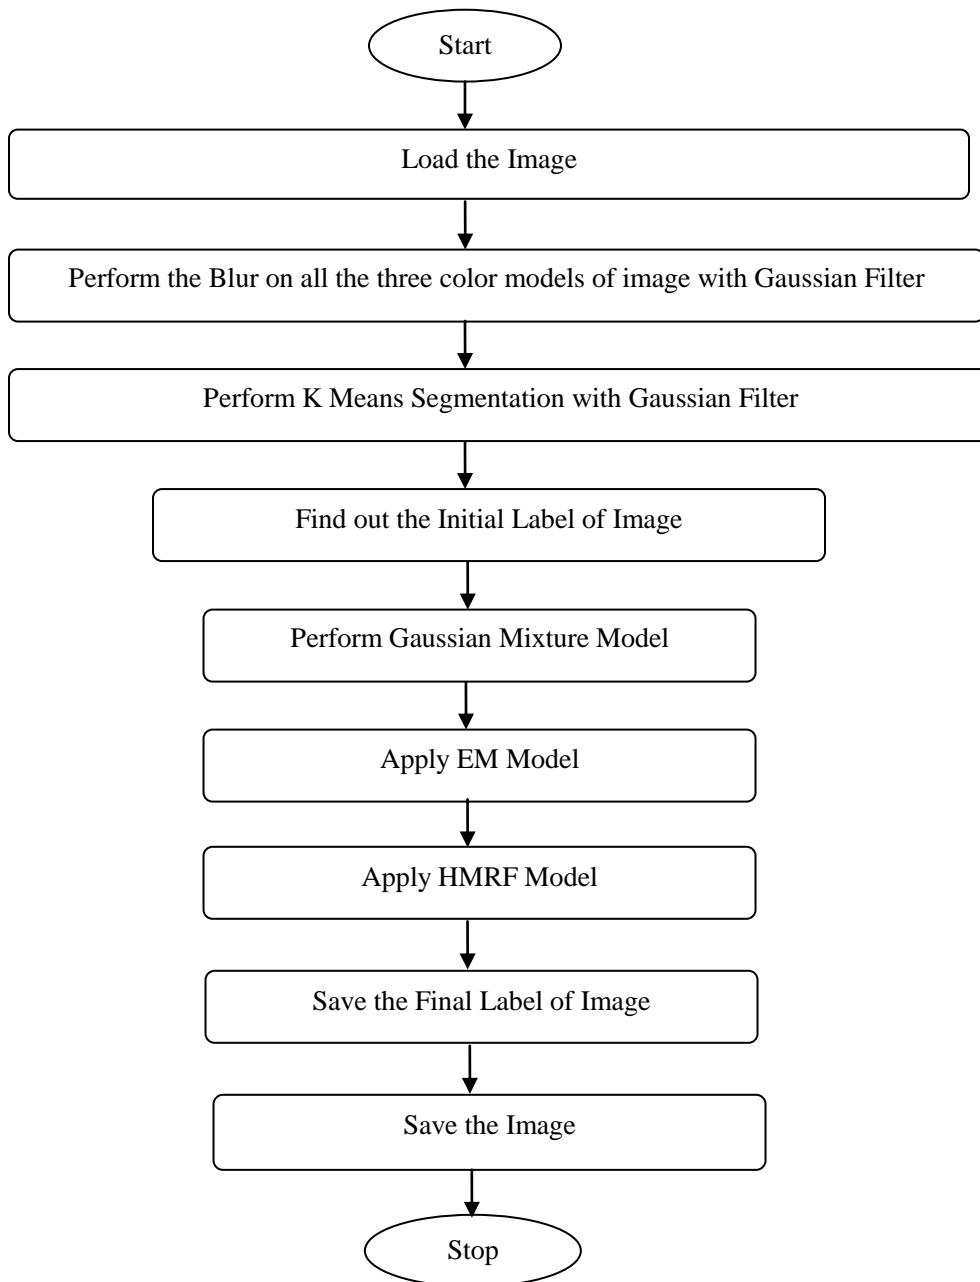 Start
Load the Image
Perform the Blur on all the three color models of image with Gaussian Filter
Perform K Means Segmentation with Gaussian Filter
Find out the Initial Label of Image
Perform Gaussian Mixture Model
Apply EM Model
Apply HMRF Model
Save the Final Label of Image
Save the Image
Stop